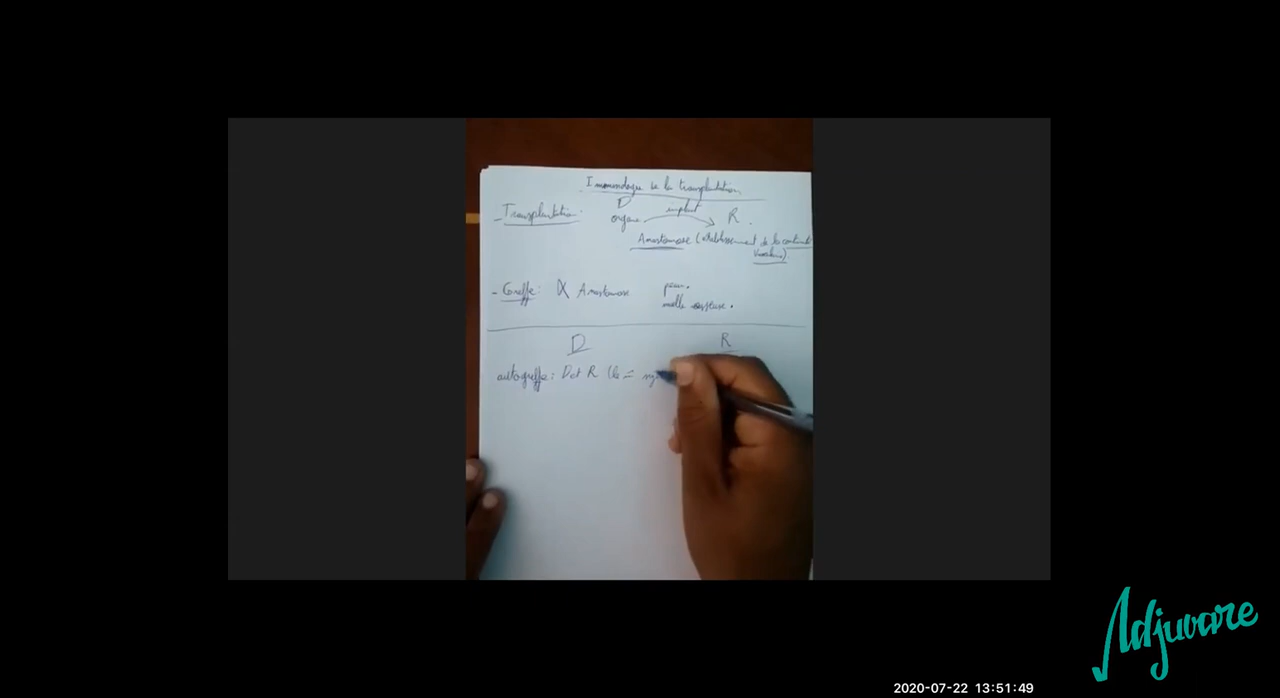 Immunologie de la transplantation
- Transplantation: D
organe implant R.
Anastomose (établissement de la continuité
vasculaire)
- Greffe: X Anastomose peau.
moelle osseuse.
D R
autogreffe: D et R (le =
Adjuvare
2020-07-22 13:51:49